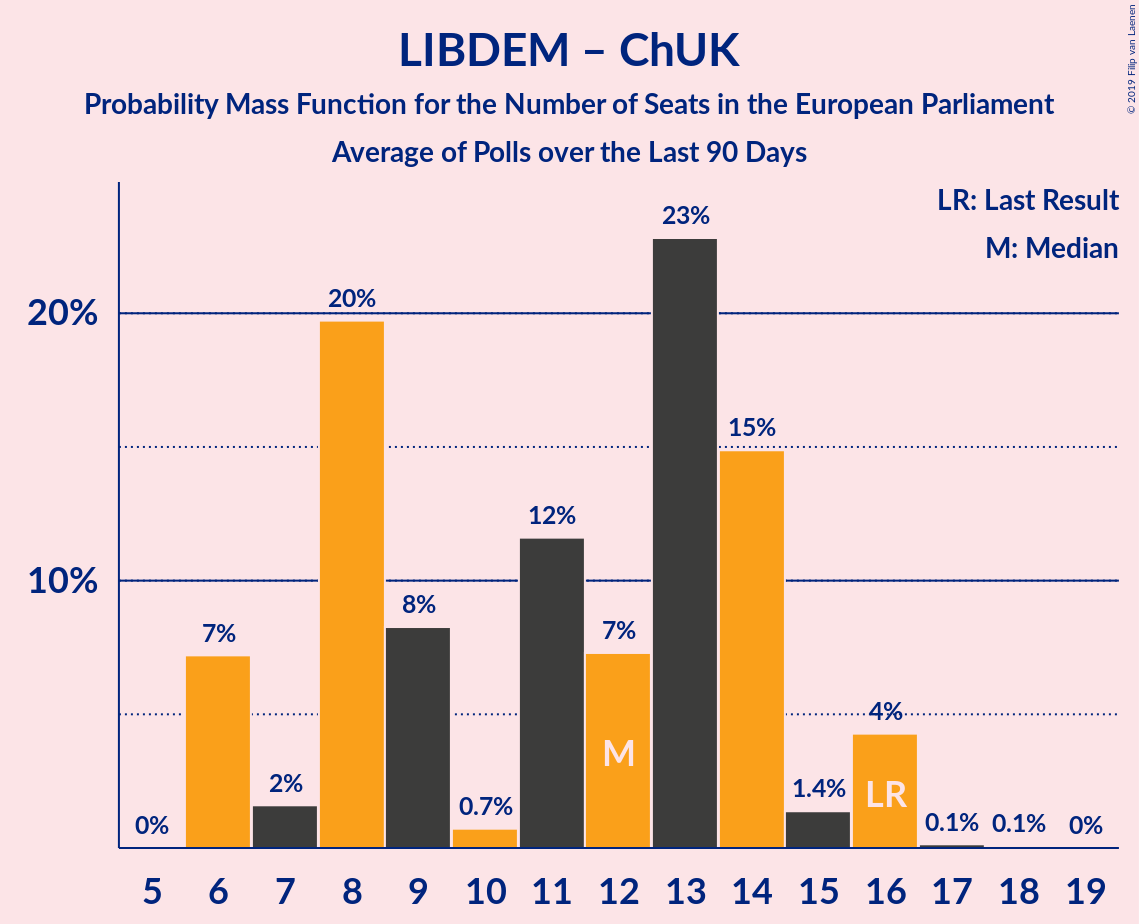 LIBDEM – ChUK
Probability Mass Function for the Number of Seats in the European Parliament
Average of Polls over the Last 90 Days
© 2019 Filip van Laenen
LR: Last Result
M: Median
20%
10%
0%
7%
2%
20%
8%
0.7%
12%
7%
23%
15%
1.4%
4%
0.1%
0.1%
0%
M
LR
5 6 7 8 9 10 11 12 13 14 15 16 17 18 19